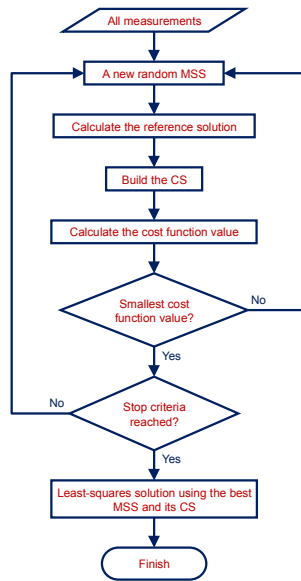 All measurements
A new random MSS
Calculate the reference solution
Build the CS
Calculate the cost function value
Smallest cost
function value?
No
Yes
Stop criteria
reached?
No
Yes
Least-squares solution using the best
MSS and its CS
Finish